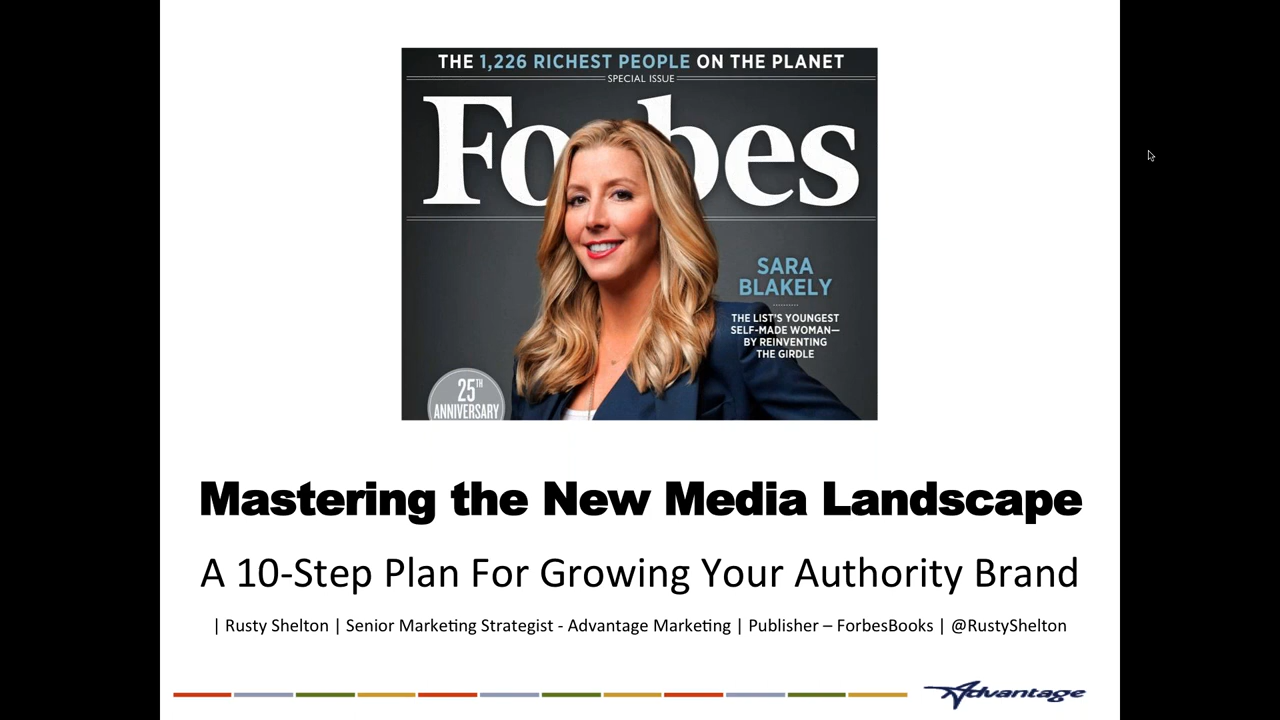 THE 1,226 RICHEST PEOPLE ON THE PLANET
SPECIAL ISSUE
Forbes
SARA
BLAKELY
THE LIST'S YOUNGEST
SELF-MADE WOMAN—
BY REINVENTING
THE GIRDLE
25TH
ANNIVERSARY
Mastering the New Media Landscape
A 10-Step Plan For Growing Your Authority Brand
| Rusty Shelton | Senior Marketing Strategist - Advantage Marketing | Publisher – ForbesBooks | @RustyShelton
Advantage